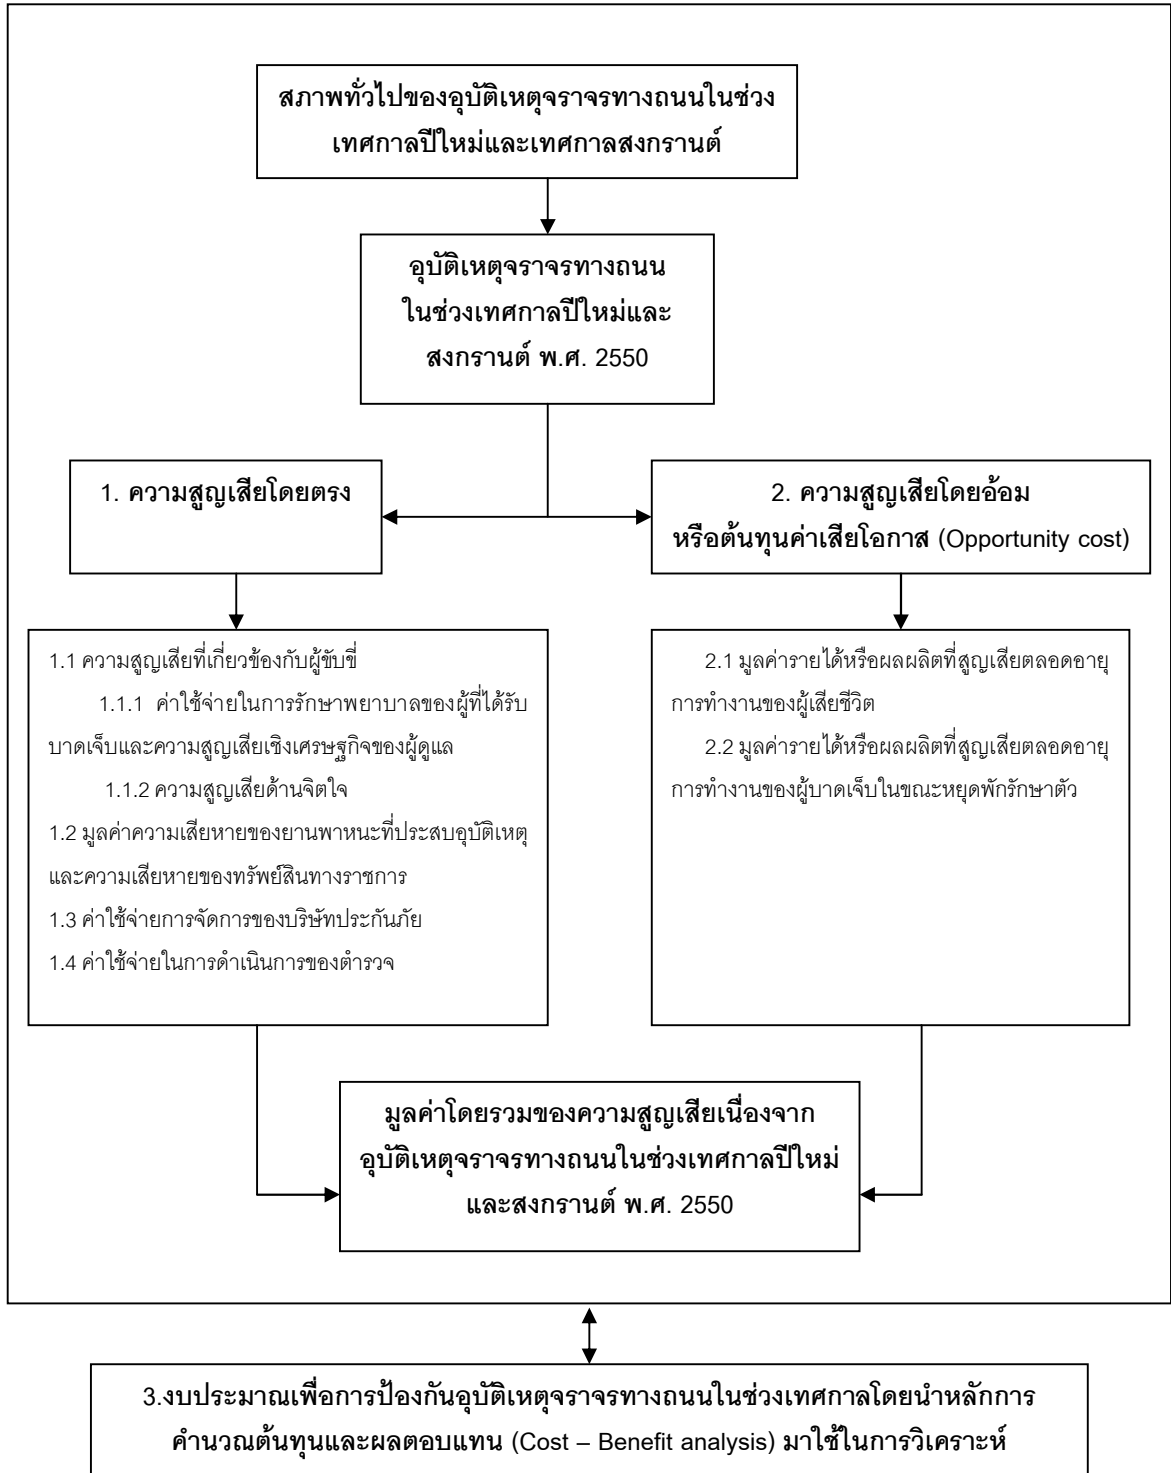 สภาพทั่วไปของอุบัติเหตุจราจรทางถนนในช่วง
เทศกาลปีใหม่และเทศกาลสงกรานต์
อุบัติเหตุจราจรทางถนน
ในช่วงเทศกาลปีใหม่และ
สงกรานต์ พ.ศ. 2550
1. ความสูญเสียโดยตรง
2. ความสูญเสียโดยอ้อม
หรือต้นทุนค่าเสียโอกาส (Opportunity cost)
1.1 ความสูญเสียที่เกี่ยวข้องกับผู้ขับขี่
1.1.1 ค่าใช้จ่ายในการรักษาพยาบาลของผู้ที่ได้รับ
บาดเจ็บและความสูญเสียเชิงเศรษฐกิจของผู้ดูแล
1.1.2 ความสูญเสียด้านจิตใจ
1.2 มูลค่าความเสียหายของยานพาหนะที่ประสบอุบัติเหตุ
และความเสียหายของทรัพย์สินทางราชการ
1.3 ค่าใช้จ่ายการจัดการของบริษัทประกันภัย
1.4 ค่าใช้จ่ายในการดำเนินการของตำรวจ
2.1 มูลค่ารายได้หรือผลผลิตที่สูญเสียตลอดอายุ
การทำงานของผู้เสียชีวิต
2.2 มูลค่ารายได้หรือผลผลิตที่สูญเสียตลอดอายุ
การทำงานของผู้บาดเจ็บในขณะหยุดพักรักษาตัว
มูลค่าโดยรวมของความสูญเสียเนื่องจาก
อุบัติเหตุจราจรทางถนนในช่วงเทศกาลปีใหม่
และสงกรานต์ พ.ศ. 2550
3.งบประมาณเพื่อการป้องกันอุบัติเหตุจราจรทางถนนในช่วงเทศกาลโดยนำหลักการ
คำนวณต้นทุนและผลตอบแทน (Cost – Benefit analysis) มาใช้ในการวิเคราะห์